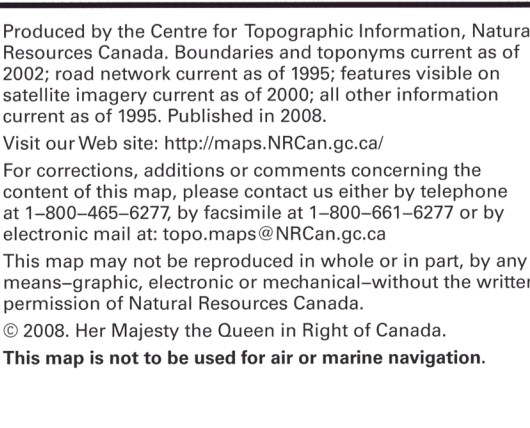 Produced by the Centre for Topographic Information, Natura
Resources Canada. Boundaries and toponyms current as of
2002; road network current as of 1995; features visible on
satellite imagery current as of 2000; all other information
current as of 1995. Published in 2008.
Visit our Web site: http://maps.NRCan.gc.ca/
For corrections, additions or comments concerning the
content of this map, please contact us either by telephone
at 1–800–465–6277, by facsimile at 1–800–661–6277 or by
electronic mail at: topo.maps@NRCan.gc.ca
This map may not be reproduced in whole or in part, by any
means–graphic, electronic or mechanical–without the written
permission of Natural Resources Canada.
© 2008. Her Majesty the Queen in Right of Canada.
This map is not to be used for air or marine navigation.